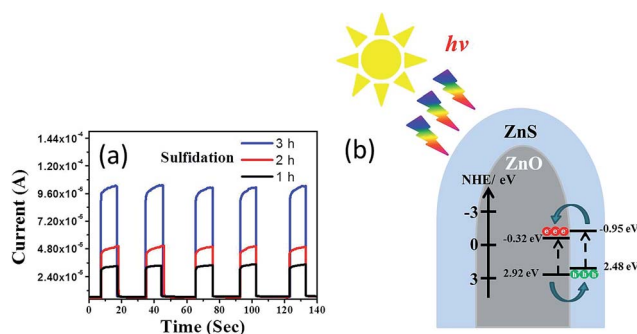 (a)
Sulfidation
3 h
2 h
1 h
Current (A)
1.44x10⁻⁵
1.20x10⁻⁵
9.60x10⁻⁶
7.20x10⁻⁶
4.80x10⁻⁶
2.40x10⁻⁶
0 20 40 60 80 100 120 140
Time (Sec)
(b)
hν
ZnS
ZnO
NHE/ eV
-3
0
3
e e e
-0.32 eV
-0.95 eV
2.92 eV
2.48 eV
h h h